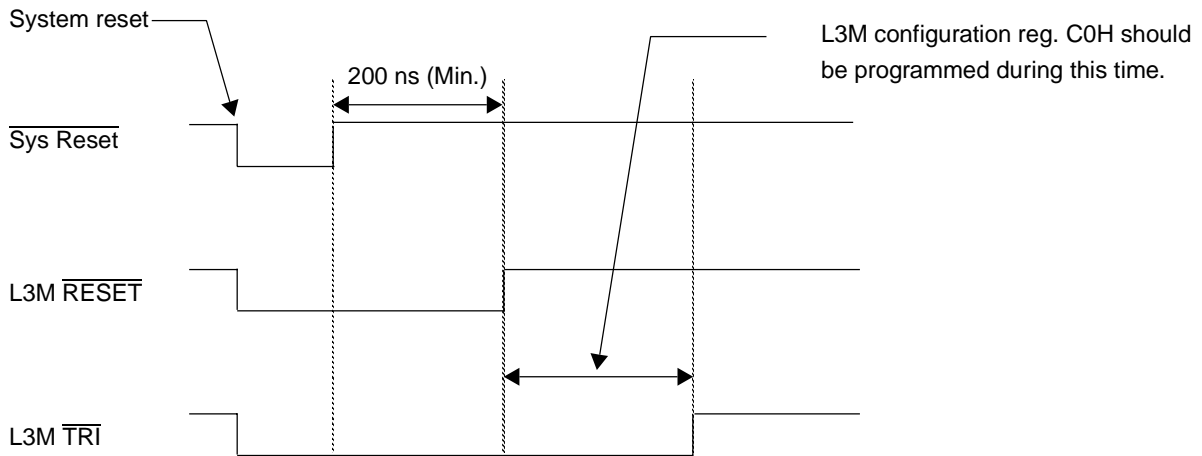 System reset
L3M configuration reg. C0H should
be programmed during this time.
200 ns (Min.)
Sys Reset
L3M RESET
L3M TRI